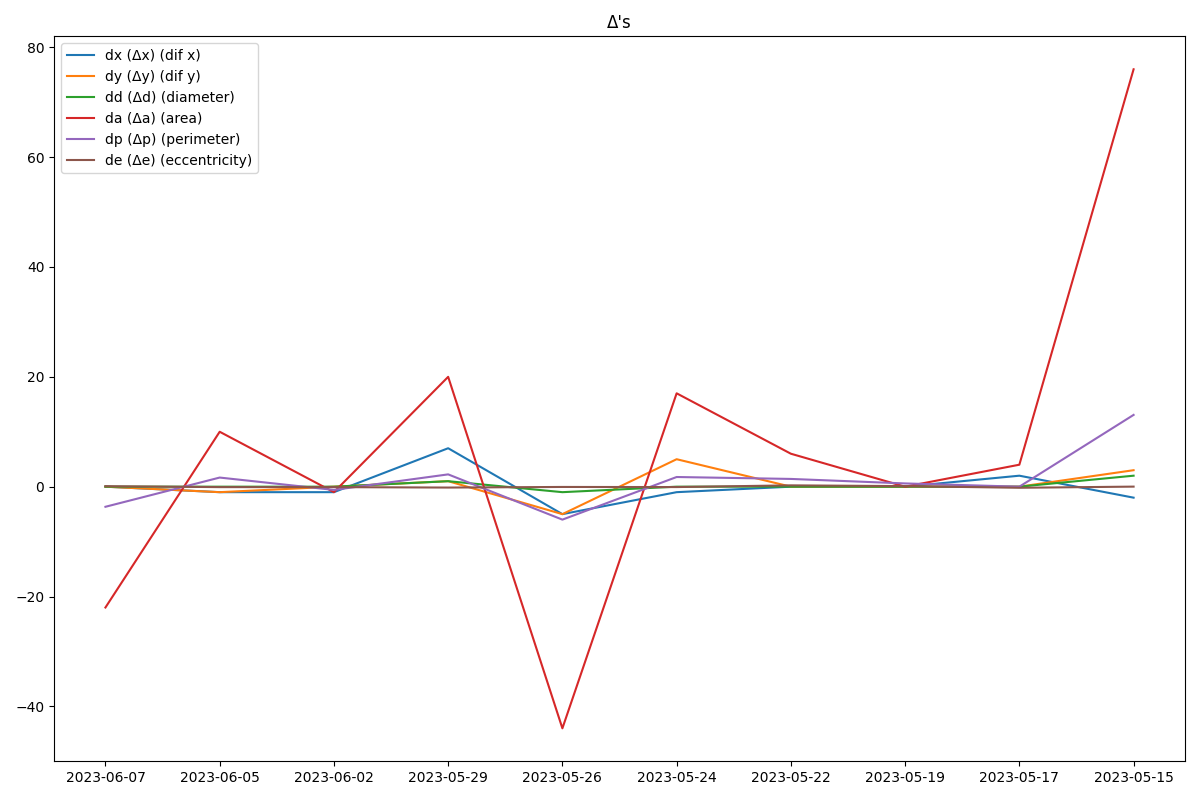 Δ's
dx (Δx) (dif x)
dy (Δy) (dif y)
dd (Δd) (diameter)
da (Δa) (area)
dp (Δp) (perimeter)
de (Δe) (eccentricity)
80
60
40
20
0
−20
−40
2023-06-07 2023-06-05 2023-06-02 2023-05-29 2023-05-26 2023-05-24 2023-05-22 2023-05-19 2023-05-17 2023-05-15